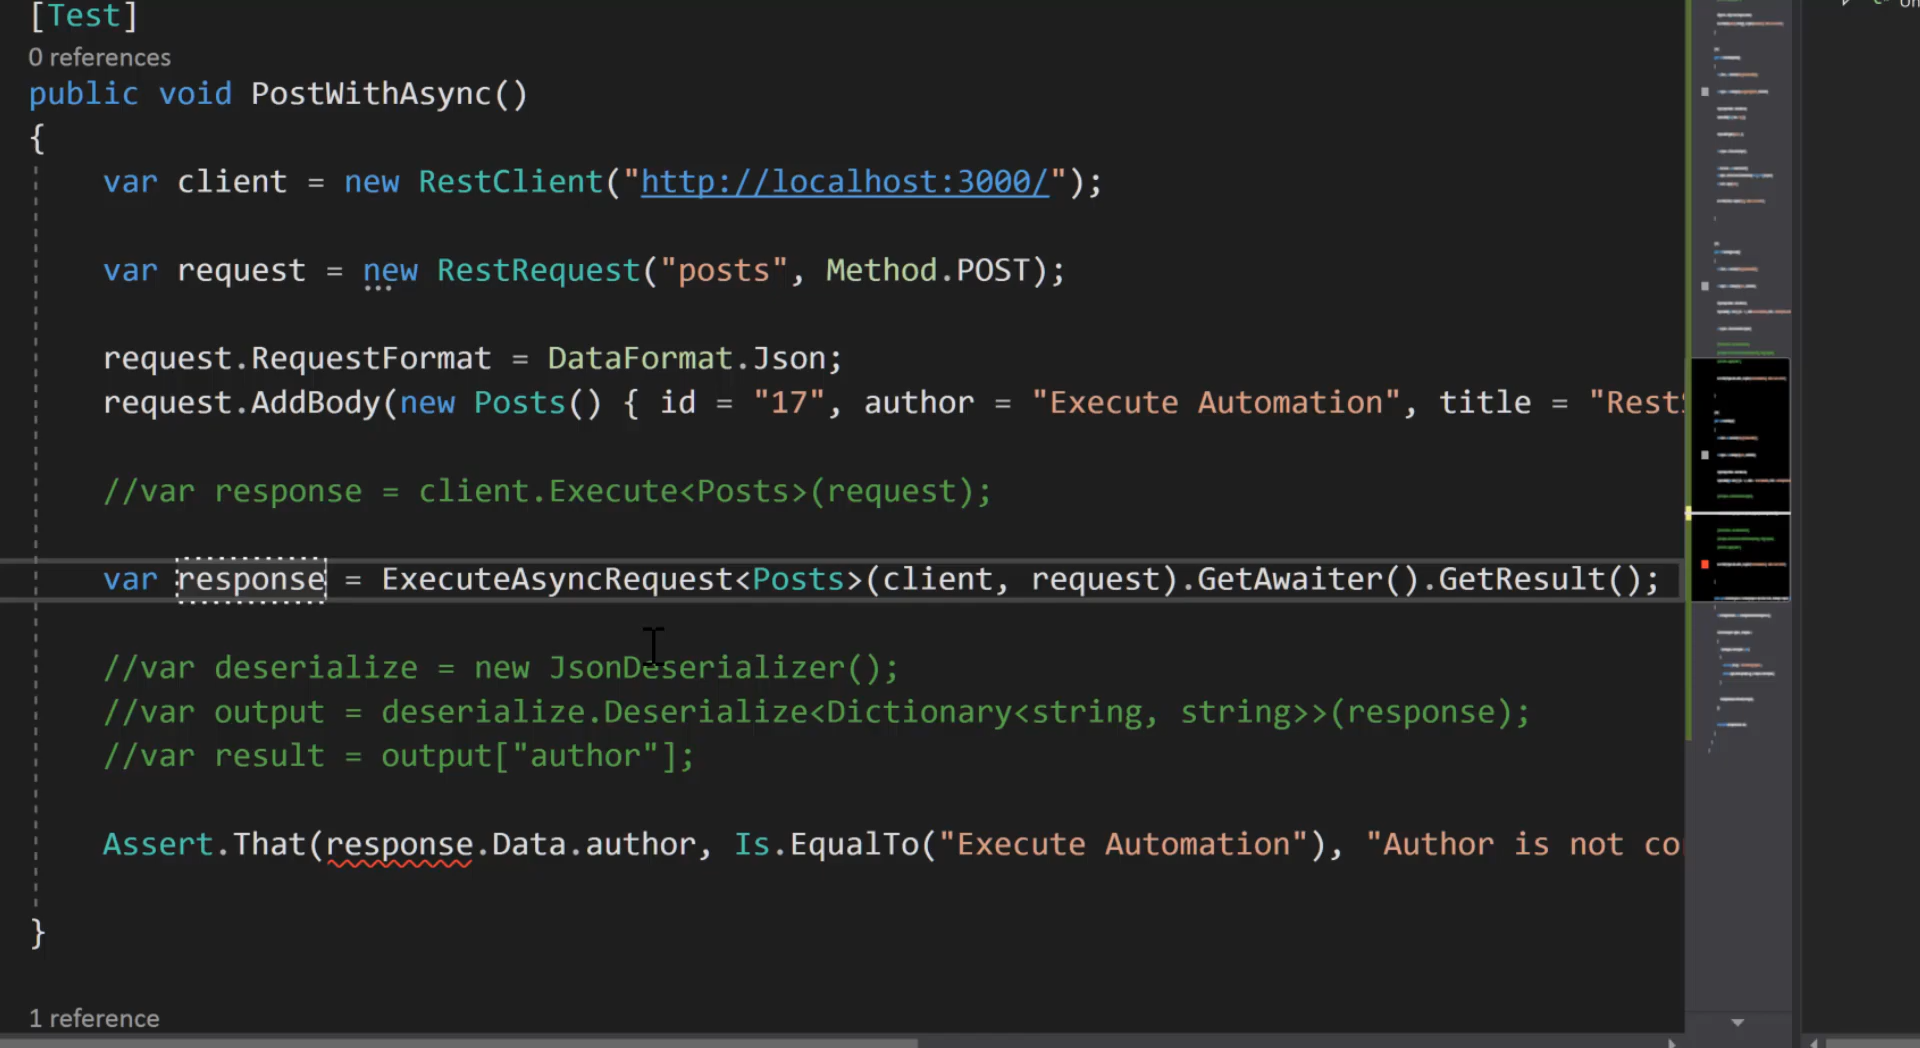 [Test]
0 references
public void PostWithAsync()
{
var client = new RestClient("http://localhost:3000/");
var request = new RestRequest("posts", Method.POST);
request.RequestFormat = DataFormat.Json;
request.AddBody(new Posts() { id = "17", author = "Execute Automation", title = "Rest
//var response = client.Execute<Posts>(request);
var response = ExecuteAsyncRequest<Posts>(client, request).GetAwaiter().GetResult();
//var deserialize = new JsonDeserializer();
//var output = deserialize.Deserialize<Dictionary<string, string>>(response);
//var result = output["author"];
Assert.That(response.Data.author, Is.EqualTo("Execute Automation"), "Author is not co
}
1 reference